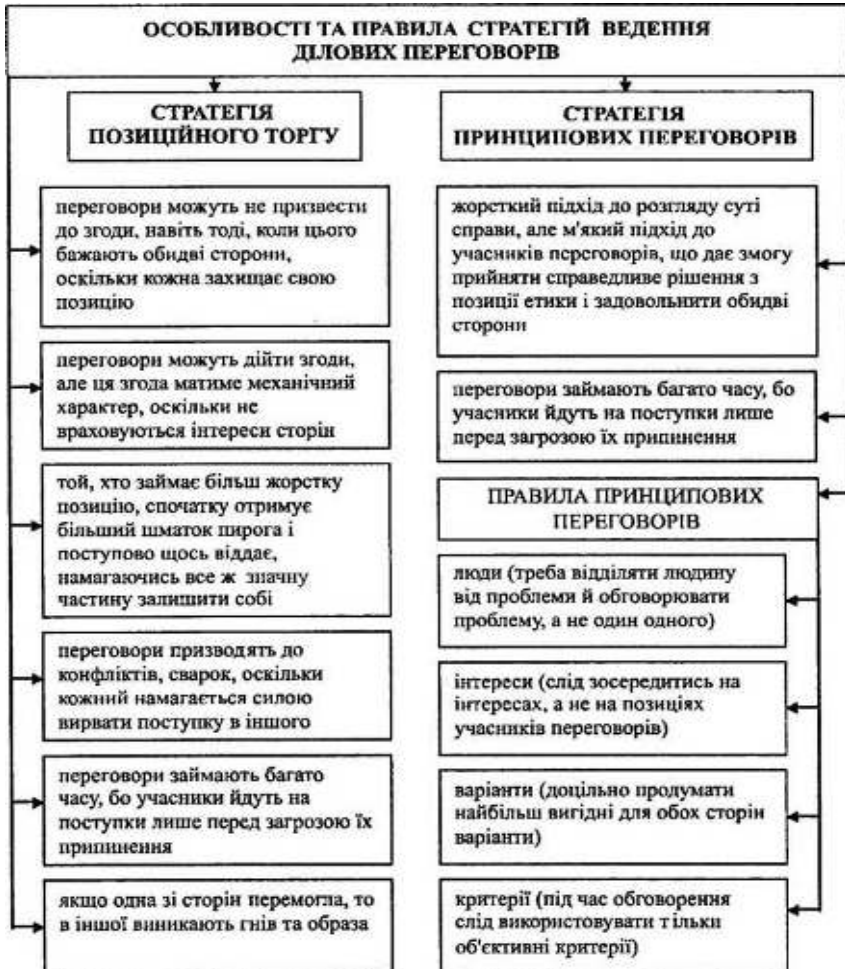 ОСОБЛИВОСТІ ТА ПРАВИЛА СТРАТЕГІЙ ВЕДЕННЯ
ДІЛОВИХ ПЕРЕГОВОРІВ
СТРАТЕГІЯ
ПОЗИЦІЙНОГО ТОРГУ
переговори можуть не призвести
до згоди, навіть тоді, коли цього
бажають обидві сторони,
оскільки кожна захищає свою
позицію
переговори можуть дійти згоди,
але ця згода матиме механічний
характер, оскільки не
враховуються інтереси сторін
той, хто займає більш жорстку
позицію, спочатку отримує
більший шматок пирога і
поступово щось віддає,
намагаючись все ж значну
частину залишити собі
переговори призводять до
конфліктів, сварок, оскільки
кожний намагається силою
вирвати поступку в іншого
переговори займають багато
часу, бо учасники йдуть на
поступки лише перед загрозою їх
припинення
якщо одна зі сторін перемогла, то
в іншої виникають гнів та образа
СТРАТЕГІЯ
ПРИНЦИПОВИХ ПЕРЕГОВОРІВ
жорсткий підхід до розгляду суті
справи, але м'який підхід до
учасників переговорів, що дає змогу
прийняти справедливе рішення з
позиції етики і задовольнити обидві
сторони
переговори займають багато часу, бо
учасники йдуть на поступки лише
перед загрозою їх припинення
ПРАВИЛА ПРИНЦИПОВИХ
ПЕРЕГОВОРІВ
люди (треба відділяти людину
від проблеми й обговорювати
проблему, а не один одного)
інтереси (слід зосередитись на
інтересах, а не на позиціях
учасників переговорів)
варіанти (доцільно продумати
найбільш вигідні для обох сторін
варіанти)
критерії (під час обговорення
слід використовувати тільки
об'єктивні критерії)